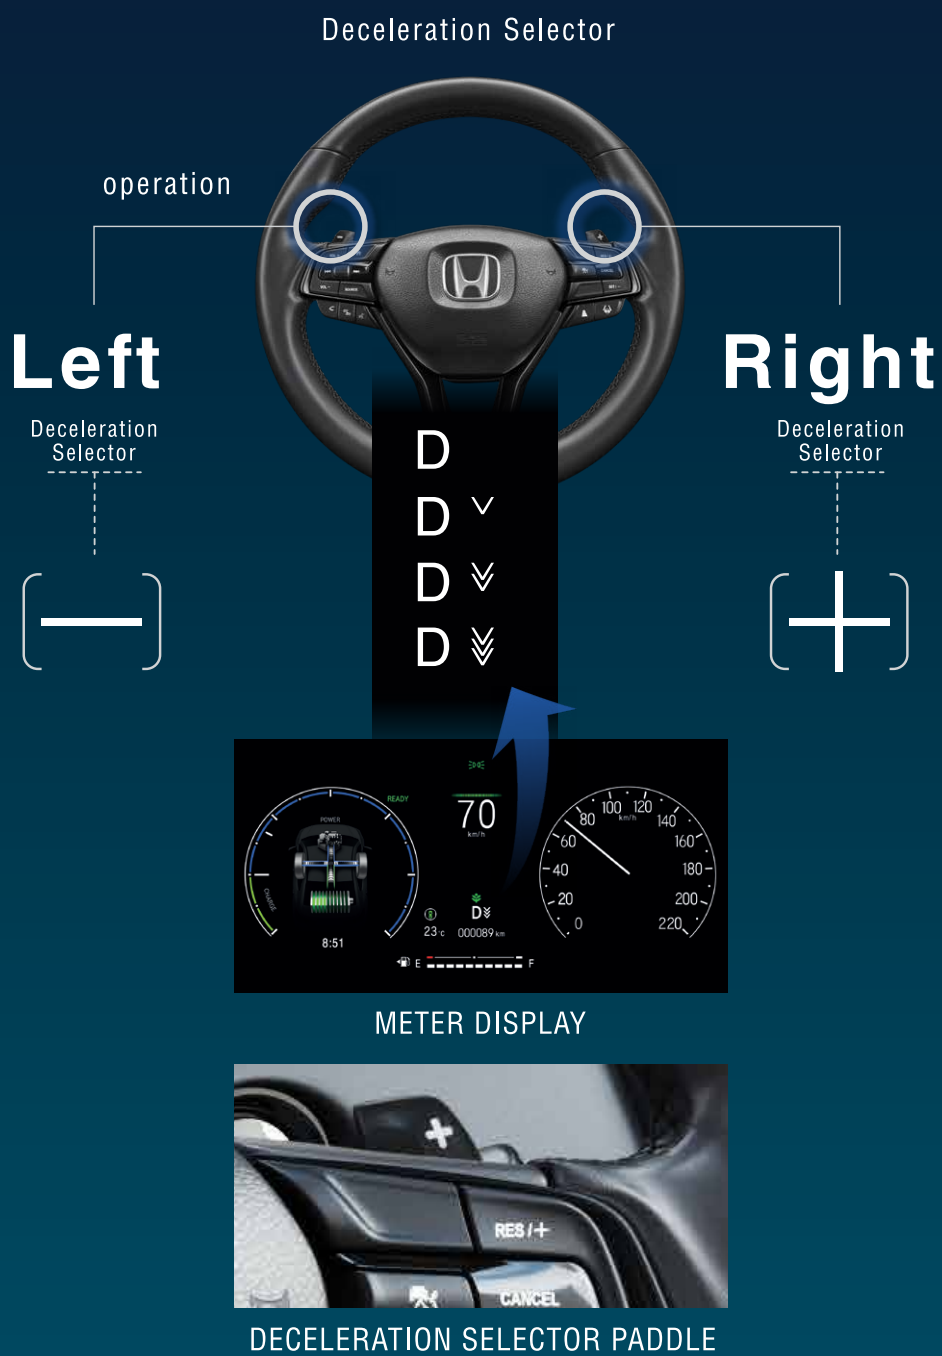 Deceleration Selector
operation
Left
Right
Deceleration
Selector
Deceleration
Selector
D
D
D
D
READY
POWER
CHARGE
8:51
70
km/h
D
23°c
000089 km
E
F
0
20
40
60
80
100
120
140
160
180
200
220
km/h
METER DISPLAY
+
RES/+
CANCEL
DECELERATION SELECTOR PADDLE